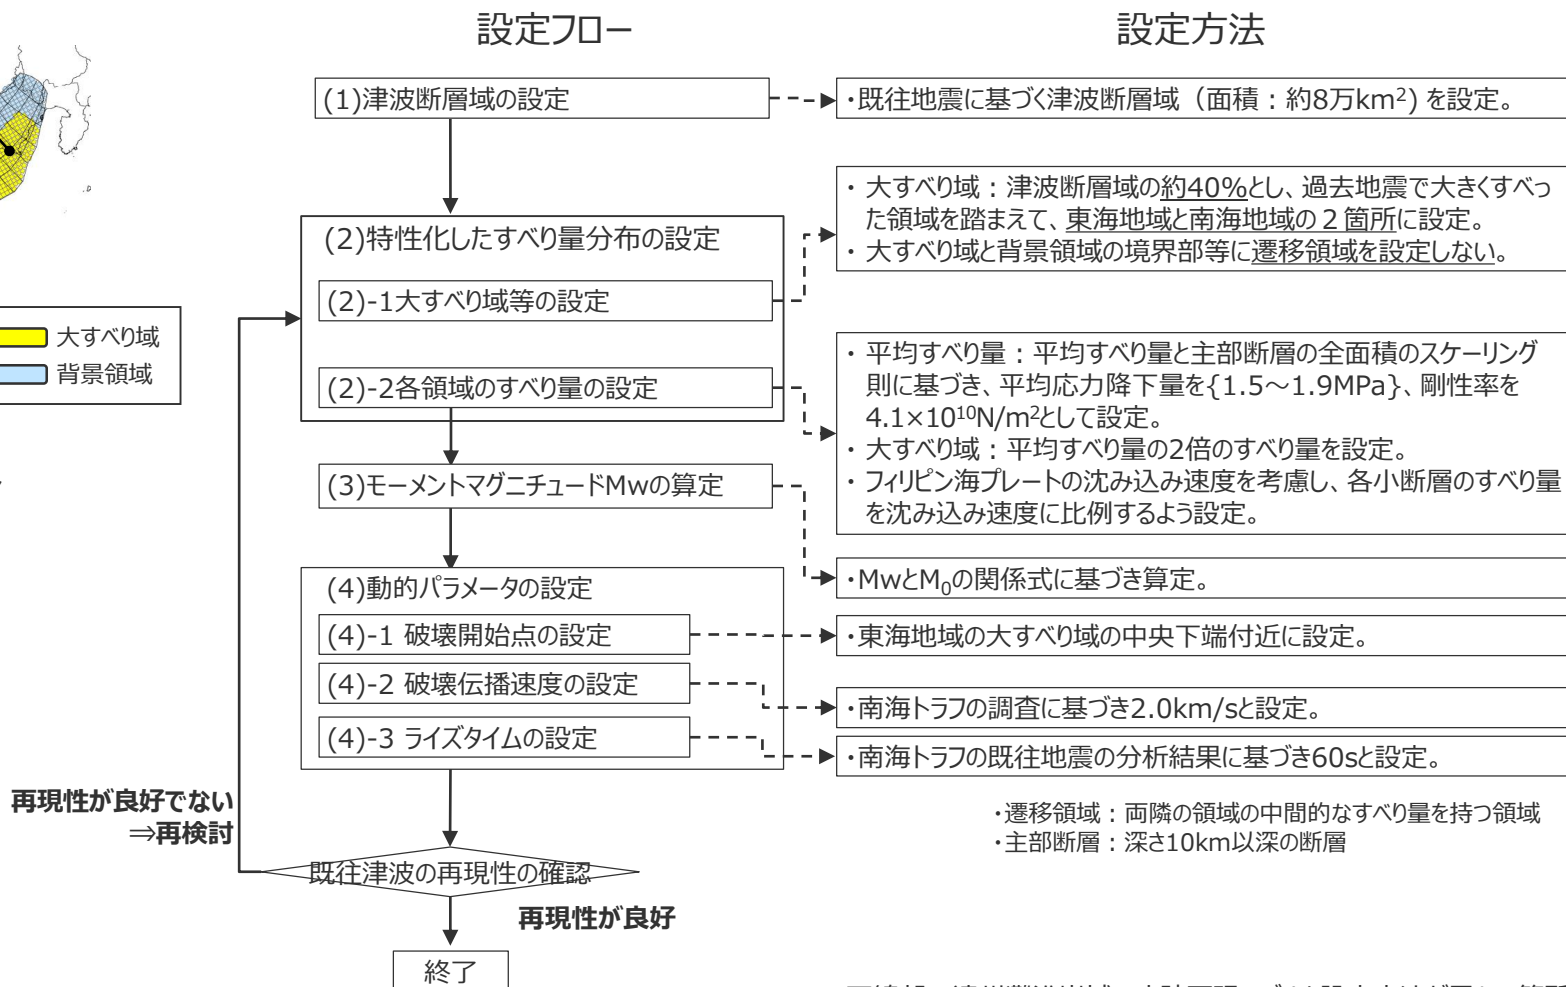 設定フロー
設定方法
(1)津波断層域の設定
・既往地震に基づく津波断層域（面積：約8万km²) を設定。
・大すべり域：津波断層域の約40%とし、過去地震で大きくすべっ
た領域を踏まえて、東海地域と南海地域の２箇所に設定。
・大すべり域と背景領域の境界部等に遷移領域を設定しない。
(2)特性化したすべり量分布の設定
(2)-1大すべり域等の設定
大すべり域
背景領域
(2)-2各領域のすべり量の設定
・平均すべり量：平均すべり量と主部断層の全面積のスケーリング
則に基づき、平均応力降下量を{1.5～1.9MPa}、剛性率を
4.1×10¹⁰N/m²として設定。
・大すべり域：平均すべり量の2倍のすべり量を設定。
・フィリピン海プレートの沈み込み速度を考慮し、各小断層のすべり量
を沈み込み速度に比例するよう設定。
(3)モーメントマグニチュードMwの算定
・MwとM₀の関係式に基づき算定。
(4)動的パラメータの設定
(4)-1 破壊開始点の設定
・東海地域の大すべり域の中央下端付近に設定。
(4)-2 破壊伝播速度の設定
・南海トラフの調査に基づき2.0km/sと設定。
(4)-3 ライズタイムの設定
・南海トラフの既往地震の分析結果に基づき60sと設定。
・遷移領域：両隣の領域の中間的なすべり量を持つ領域
・主部断層：深さ10km以深の断層
再現性が良好でない
⇒再検討
既往津波の再現性の確認
再現性が良好
終了